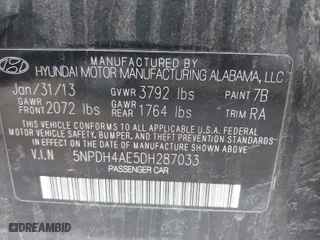 MANUFACTURED BY
HYUNDAI MOTOR MANUFACTURING ALABAMA, LLC
Jan/31/13 GVWR 3792 lbs PAINT 7B
GAWR FRONT 2072 lbs GAWR REAR 1764 lbs TRIM RA
THIS VEHICLE CONFORMS TO ALL APPLICABLE FEDERAL
MOTOR VEHICLE SAFETY, BUMPER, AND THEFT PREVENTION
STANDARDS IN EFFECT ON THE DATE OF MANUFACTURE SHOWN ABOVE.
V.I.N 5NPDH4AE5DH287033
PASSENGER CAR